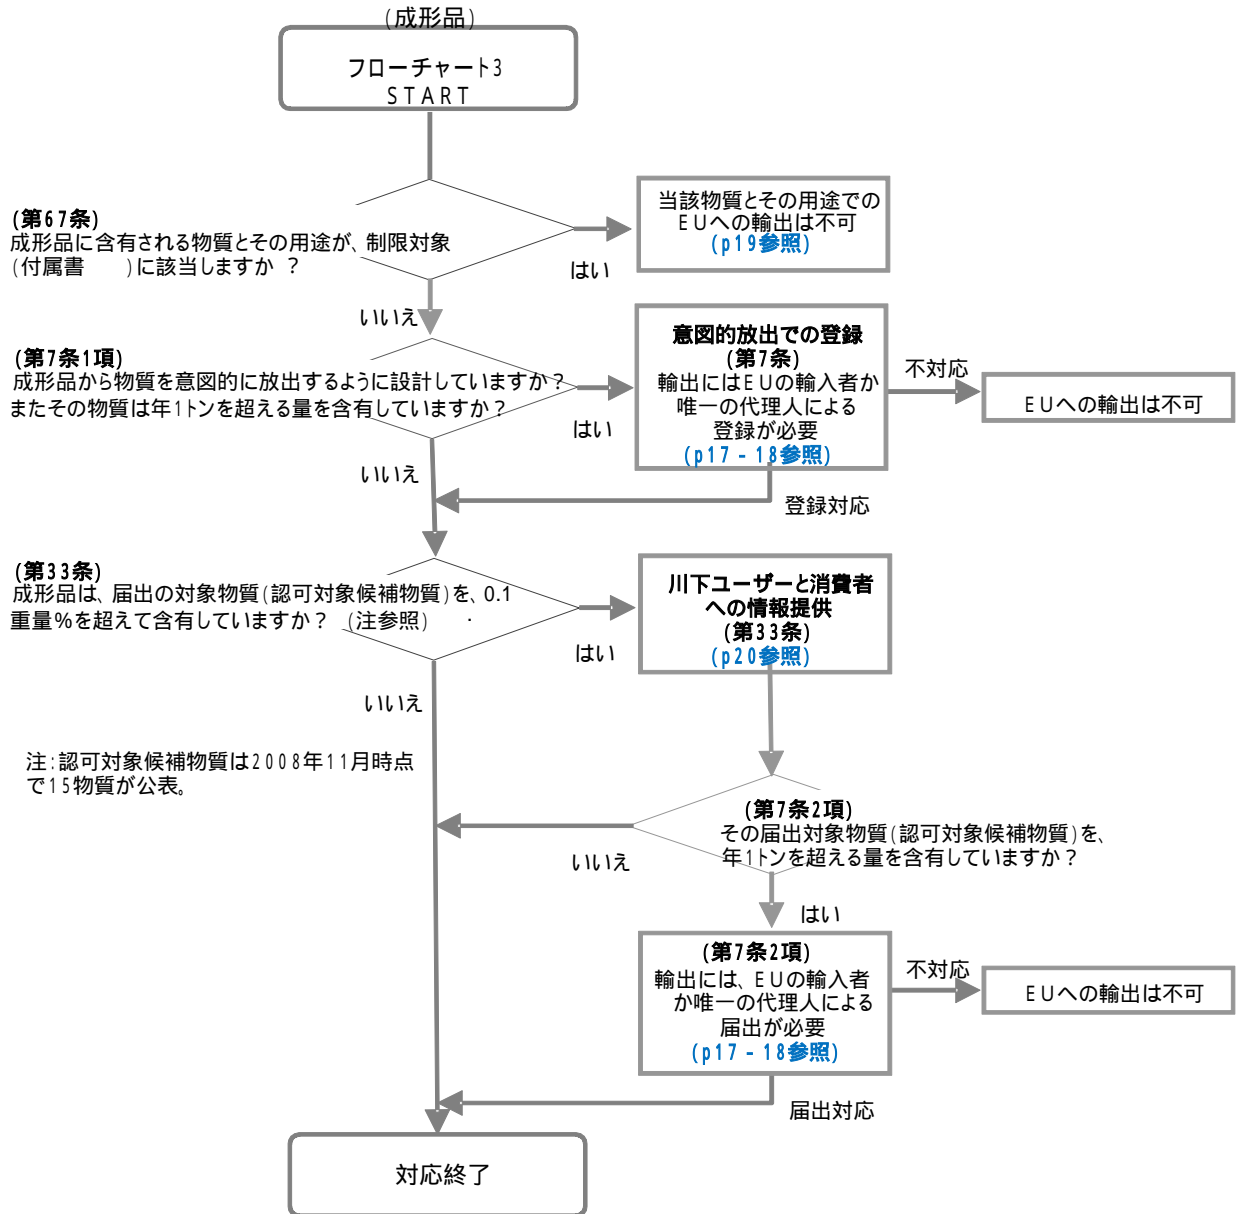 (成形品)
フローチャート3
START
(第67条)
成形品に含有される物質とその用途が、制限対象
(付属書　　)に該当しますか ？
はい
当該物質とその用途での
EUへの輸出は不可
(p19参照)
いいえ
(第7条1項)
成形品から物質を意図的に放出するように設計していますか？
またその物質は年1トンを超える量を含有していますか？
はい
意図的放出での登録
(第7条)
輸出にはEUの輸入者か
唯一の代理人による
登録が必要
(p17 - 18参照)
不対応
EUへの輸出は不可
いいえ
登録対応
(第33条)
成形品は、届出の対象物質(認可対象候補物質)を、0.1
重量%を超えて含有していますか？ (注参照)
はい
川下ユーザーと消費者
への情報提供
(第33条)
(p20参照)
いいえ
注:認可対象候補物質は2008年11月時点
で15物質が公表。
(第7条2項)
その届出対象物質(認可対象候補物質)を、
年1トンを超える量を含有していますか？
いいえ
はい
(第7条2項)
輸出には、EUの輸入者
か唯一の代理人による
届出が必要
(p17 - 18参照)
不対応
EUへの輸出は不可
届出対応
対応終了